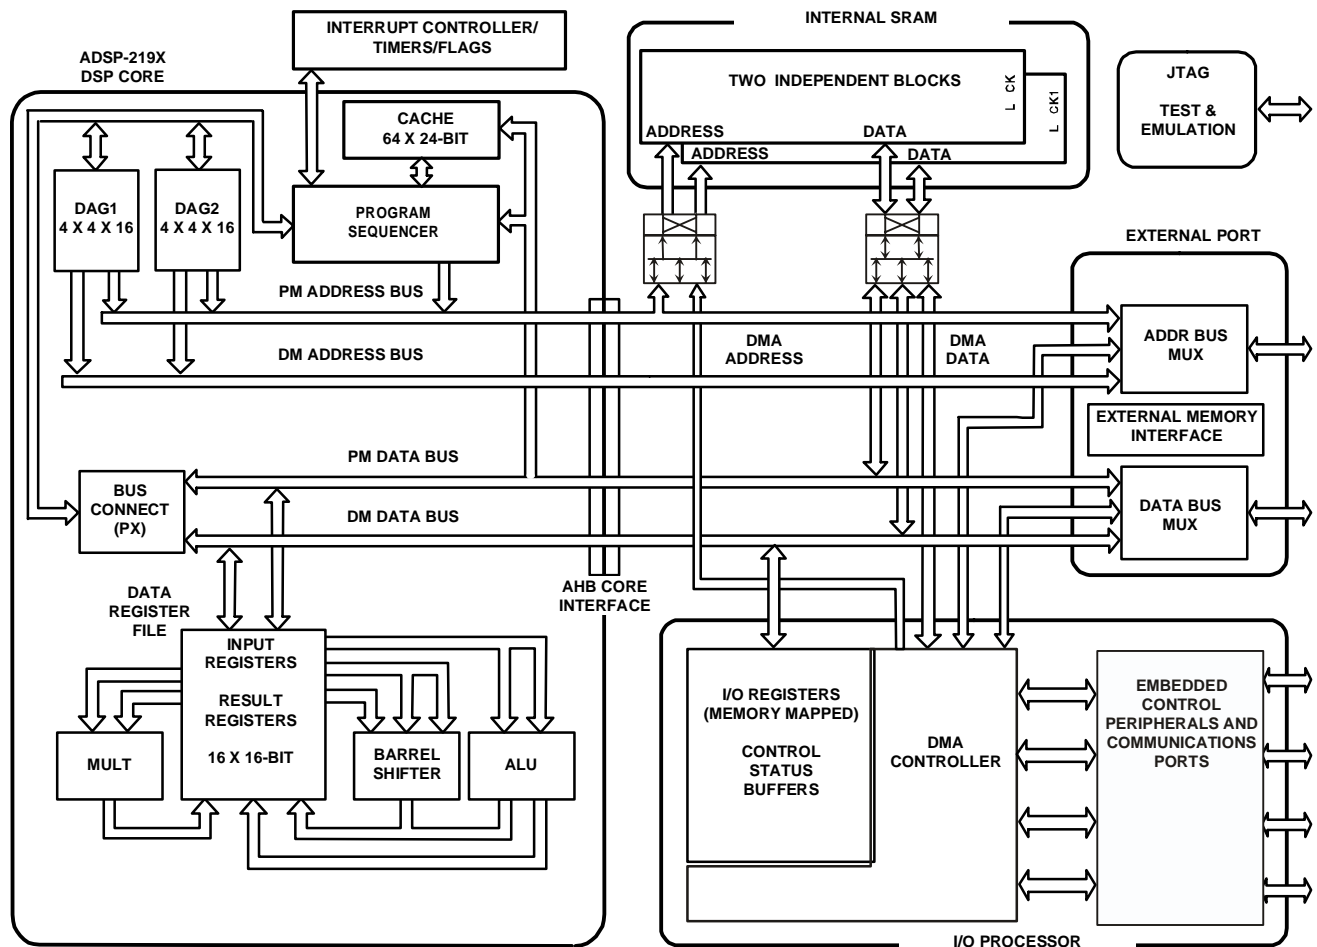 INTERNAL SRAM
INTERRUPT CONTROLLER/
TIMERS/FLAGS
ADSP-219X
DSP CORE
TWO INDEPENDENT BLOCKS
L CK
L CK1
JTAG
TEST &
EMULATION
CACHE
64 X 24-BIT
ADDRESS
DATA
ADDRESS
DATA
DAG1
4 X 4 X 16
DAG2
4 X 4 X 16
PROGRAM
SEQUENCER
EXTERNAL PORT
PM ADDRESS BUS
DM ADDRESS BUS
DMA
ADDRESS
DMA
DATA
ADDR BUS
MUX
EXTERNAL MEMORY
INTERFACE
PM DATA BUS
BUS
CONNECT
(PX)
DM DATA BUS
DATA BUS
MUX
AHB CORE
INTERFACE
DATA
REGISTER
FILE
INPUT
REGISTERS
RESULT
REGISTERS
16 X 16-BIT
MULT
BARREL
SHIFTER
ALU
I/O REGISTERS
(MEMORY MAPPED)
CONTROL
STATUS
BUFFERS
DMA
CONTROLLER
EMBEDDED
CONTROL
PERIPHERALS AND
COMMUNICATIONS
PORTS
I/O PROCESSOR